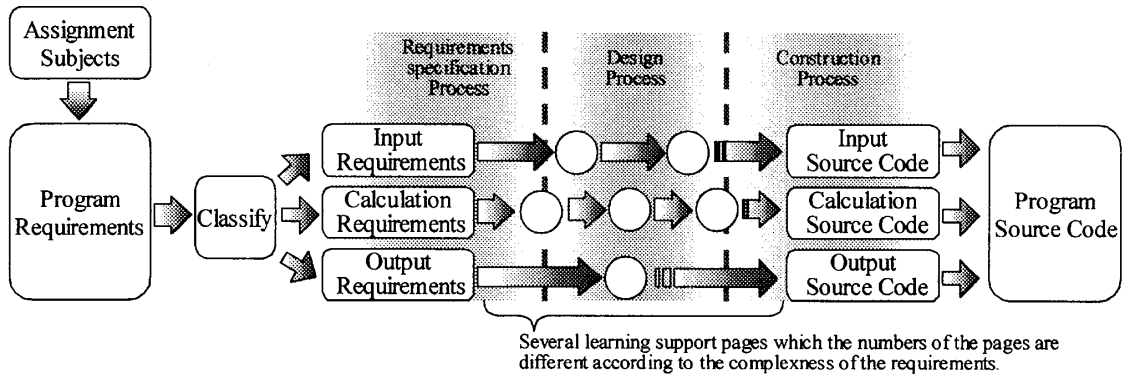 Assignment
Subjects
Requirements
specification
Process
Design
Process
Construction
Process
Program
Requirements
Classify
Input
Requirements
Calculation
Requirements
Output
Requirements
Input
Source Code
Calculation
Source Code
Output
Source Code
Program
Source Code
Several learning support pages which the numbers of the pages are
different according to the complexness of the requirements.